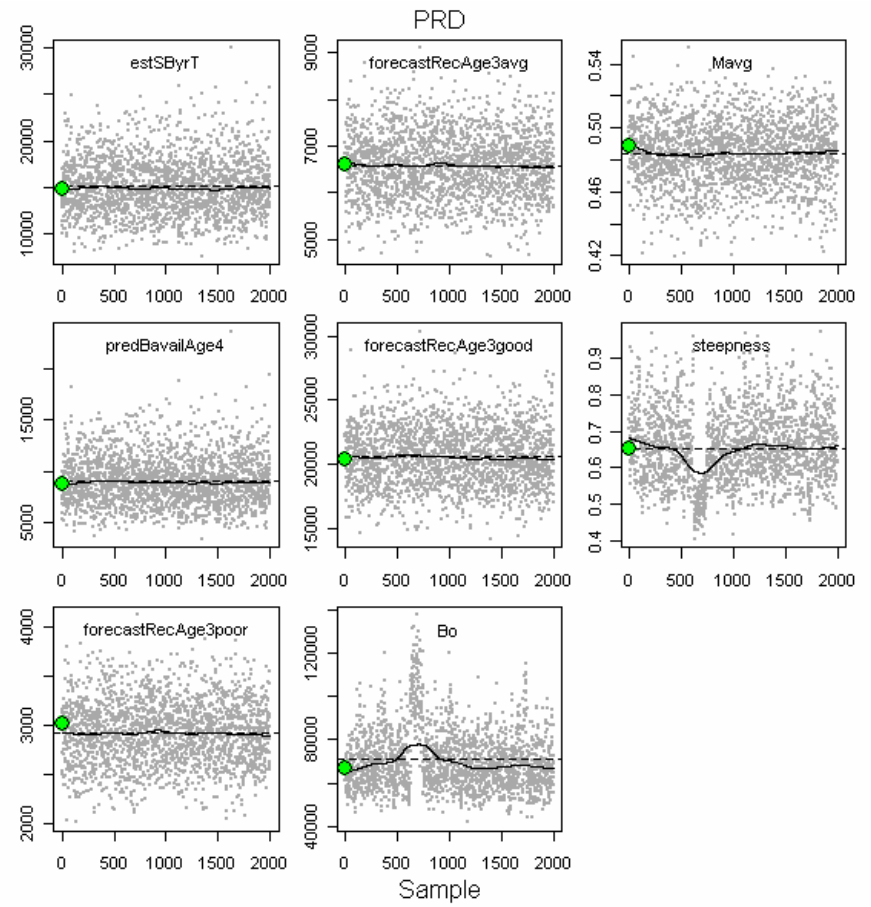 PRD
estSByrT
30000
20000
10000
0 500 1000 1500 2000
forecastRecAge3avg
9000
7000
5000
0 500 1000 1500 2000
Mavg
0.54
0.50
0.46
0.42
0 500 1000 1500 2000
predBavailAge4
15000
5000
0 500 1000 1500 2000
forecastRecAge3good
30000
25000
20000
15000
0 500 1000 1500 2000
steepness
0.9
0.8
0.7
0.6
0.5
0.4
0 500 1000 1500 2000
forecastRecAge3poor
4000
3000
2000
0 500 1000 1500 2000
Bo
120000
80000
40000
0 500 1000 1500 2000
Sample